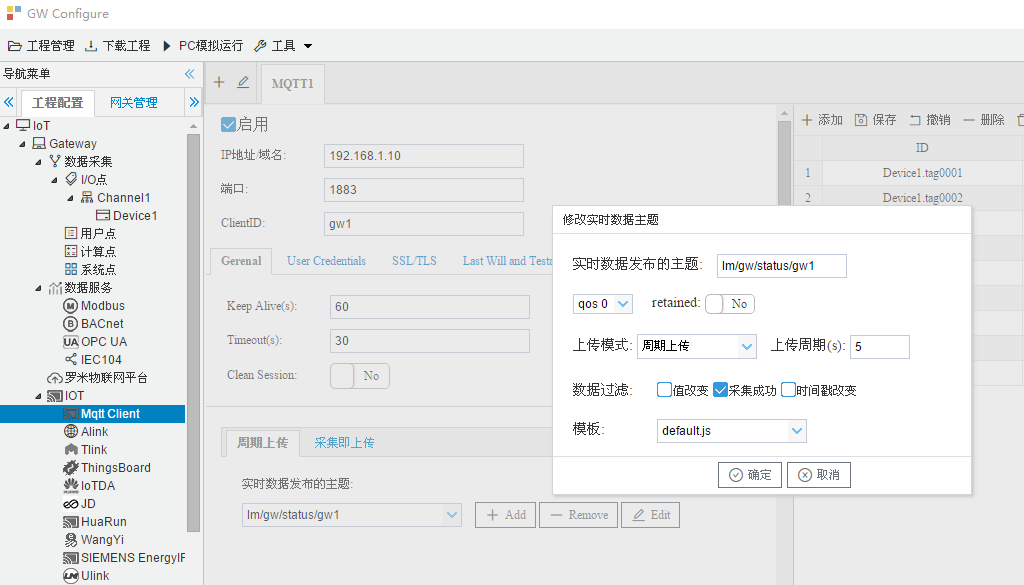 GW Configure
工程管理 下载工程 PC模拟运行 工具
导航菜单
工程配置 网关管理
IoT
Gateway
数据采集
I/O点
Channel1
Device1
用户点
计算点
系统点
数据服务
Modbus
BACnet
OPC UA
IEC104
罗米物联网平台
IOT
Mqtt Client
Alink
Tlink
ThingsBoard
IoTDA
JD
HuaRun
WangYi
SIEMENS EnergyIP
Ulink
MQTT1
启用
IP地址/域名: 192.168.1.10
端口: 1883
ClientID: gw1
Gerenal User Credentials SSL/TLS Last Will and Testa
Keep Alive(s): 60
Timeout(s): 30
Clean Session: No
周期上传 采集即上传
实时数据发布的主题:
lm/gw/status/gw1 Add Remove Edit
添加 保存 撤销 删除
ID
1 Device1.tag0001
2 Device1.tag0002
修改实时数据主题
实时数据发布的主题: lm/gw/status/gw1
qos 0 retained: No
上传模式: 周期上传 上传周期(s): 5
数据过滤: 值改变 采集成功 时间戳改变
模板: default.js
确定 取消